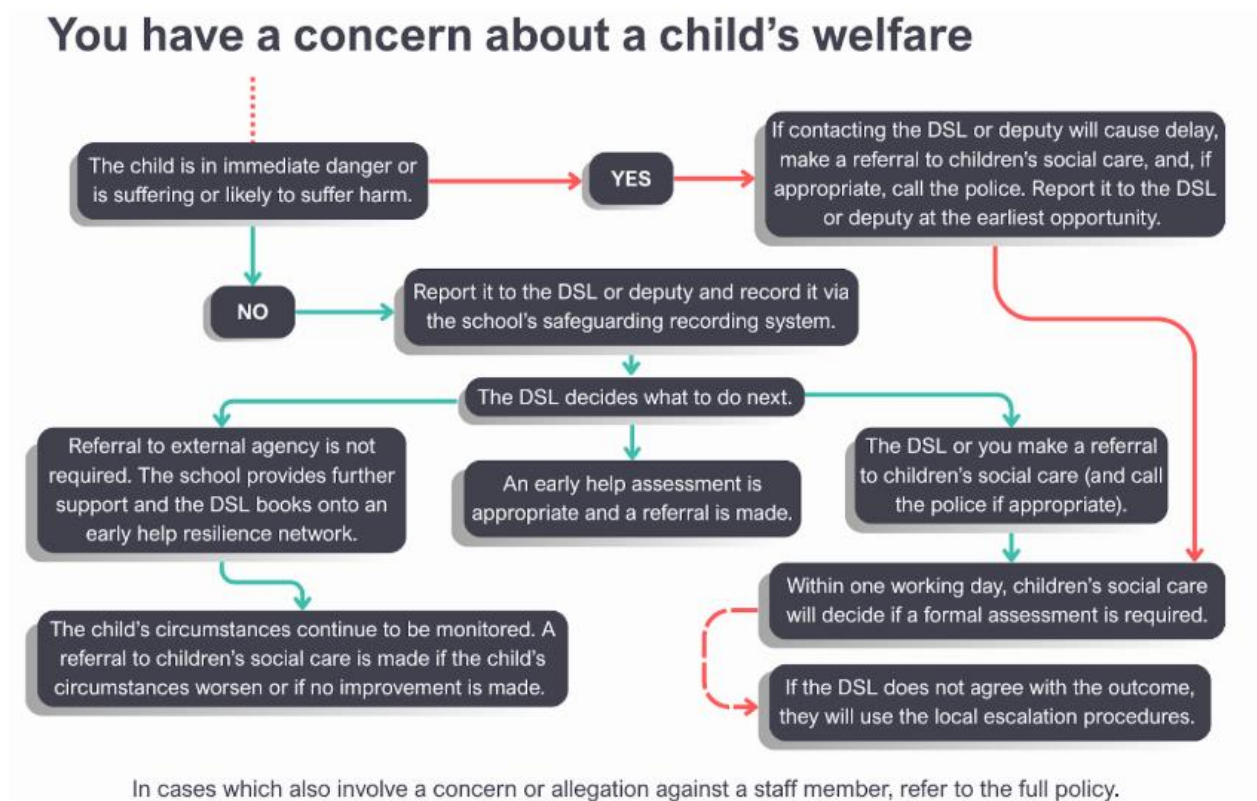 You have a concern about a child's welfare
The child is in immediate danger or
is suffering or likely to suffer harm.
YES
If contacting the DSL or deputy will cause delay,
make a referral to children's social care, and, if
appropriate, call the police. Report it to the DSL
or deputy at the earliest opportunity.
NO
Report it to the DSL or deputy and record it via
the school's safeguarding recording system.
The DSL decides what to do next.
Referral to external agency is not
required. The school provides further
support and the DSL books onto an
early help resilience network.
An early help assessment is
appropriate and a referral is made.
The DSL or you make a referral
to children's social care (and call
the police if appropriate).
Within one working day, children's social care
will decide if a formal assessment is required.
The child's circumstances continue to be monitored. A
referral to children's social care is made if the child's
circumstances worsen or if no improvement is made.
If the DSL does not agree with the outcome,
they will use the local escalation procedures.
In cases which also involve a concern or allegation against a staff member, refer to the full policy.